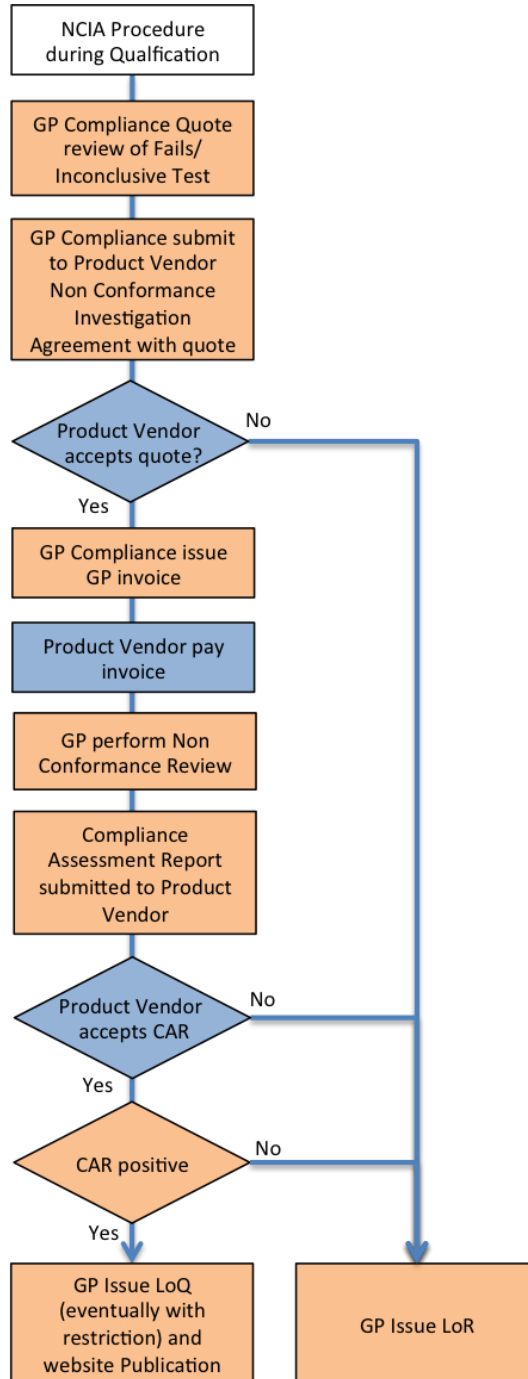 NCIA Procedure
during Qualfication
GP Compliance Quote
review of Fails/
Inconclusive Test
GP Compliance submit
to Product Vendor
Non Conformance
Investigation
Agreement with quote
Product Vendor
accepts quote?
No
Yes
GP Compliance issue
GP invoice
Product Vendor pay
invoice
GP perform Non
Conformance Review
Compliance
Assessment Report
submitted to Product
Vendor
Product Vendor
accepts CAR
No
Yes
CAR positive
No
Yes
GP Issue LoQ
(eventually with
restriction) and
website Publication
GP Issue LoR